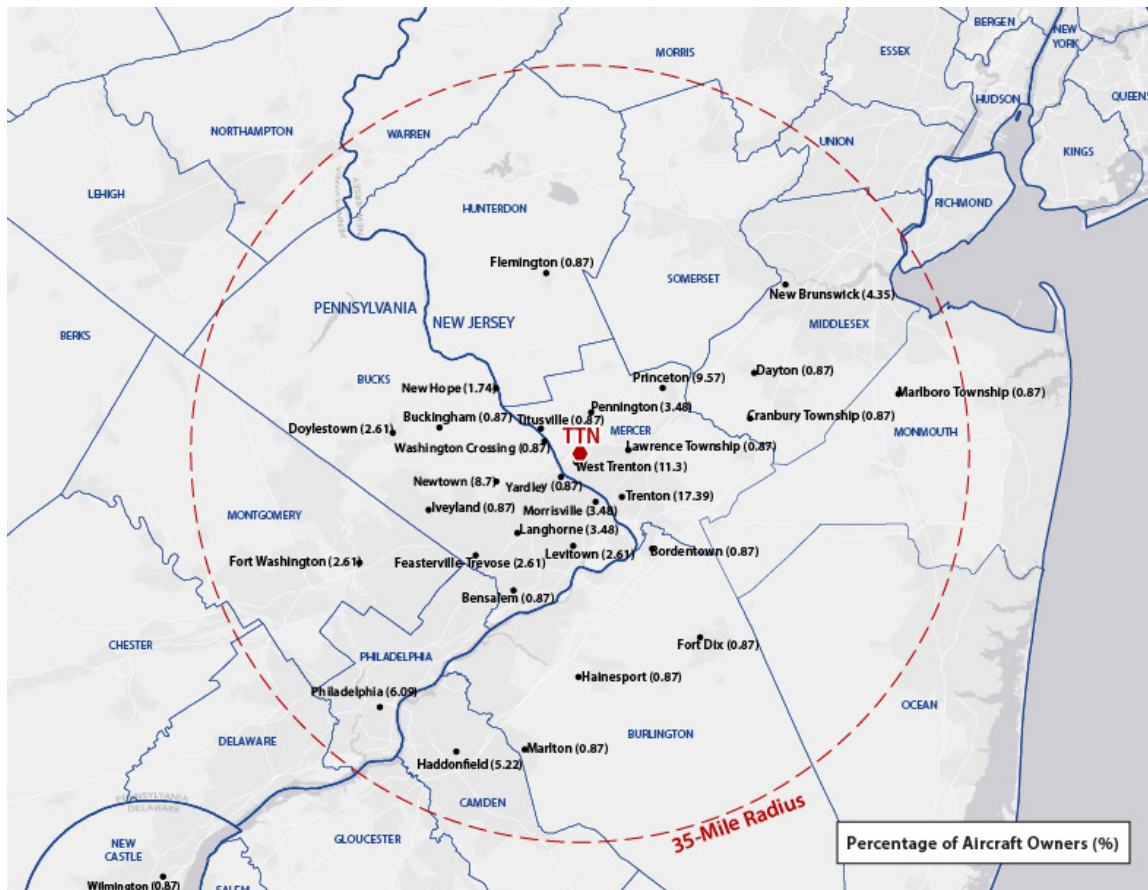 BERGEN
NEW
YORK
MORRIS
ESSEX
HUDSON
QUEENS
NORTHAMPTON
WARREN
UNION
KINGS
LEHIGH
PENNSYLVANIA
NEW JERSEY
HUNTERDON
RICHMOND
Flemington (0.87)
SOMERSET
New Brunswick (4.35)
PENNSYLVANIA
NEW JERSEY
MIDDLESEX
BERKS
BUCKS
New Hope (1.74)
Princeton (9.57)
Dayton (0.87)
Marlboro Township (0.87)
Buckingham (0.87)
Titusville (0.87)
Pennington (3.48)
Cranbury Township (0.87)
Doylestown (2.61)
MERCER
MONMOUTH
TTN
Washington Crossing (0.87)
Lawrence Township (0.87)
West Trenton (11.3)
Newtown (8.7)
Yardley (0.87)
Trenton (17.39)
Iveyland (0.87)
Morrisville (3.48)
MONTGOMERY
Langhorne (3.48)
Levitown (2.61)
Bordentown (0.87)
Fort Washington (2.61)
Feasterville-Trevose (2.61)
Bensalem (0.87)
CHESTER
Fort Dix (0.87)
PHILADELPHIA
Hainesport (0.87)
Philadelphia (6.09)
OCEAN
BURLINGTON
DELAWARE
Marlton (0.87)
Haddonfield (5.22)
PENNSYLVANIA
DELAWARE
CAMDEN
35-Mile Radius
NEW
CASTLE
GLOUCESTER
Percentage of Aircraft Owners (%)
Wilmington (0.87)
SALEM